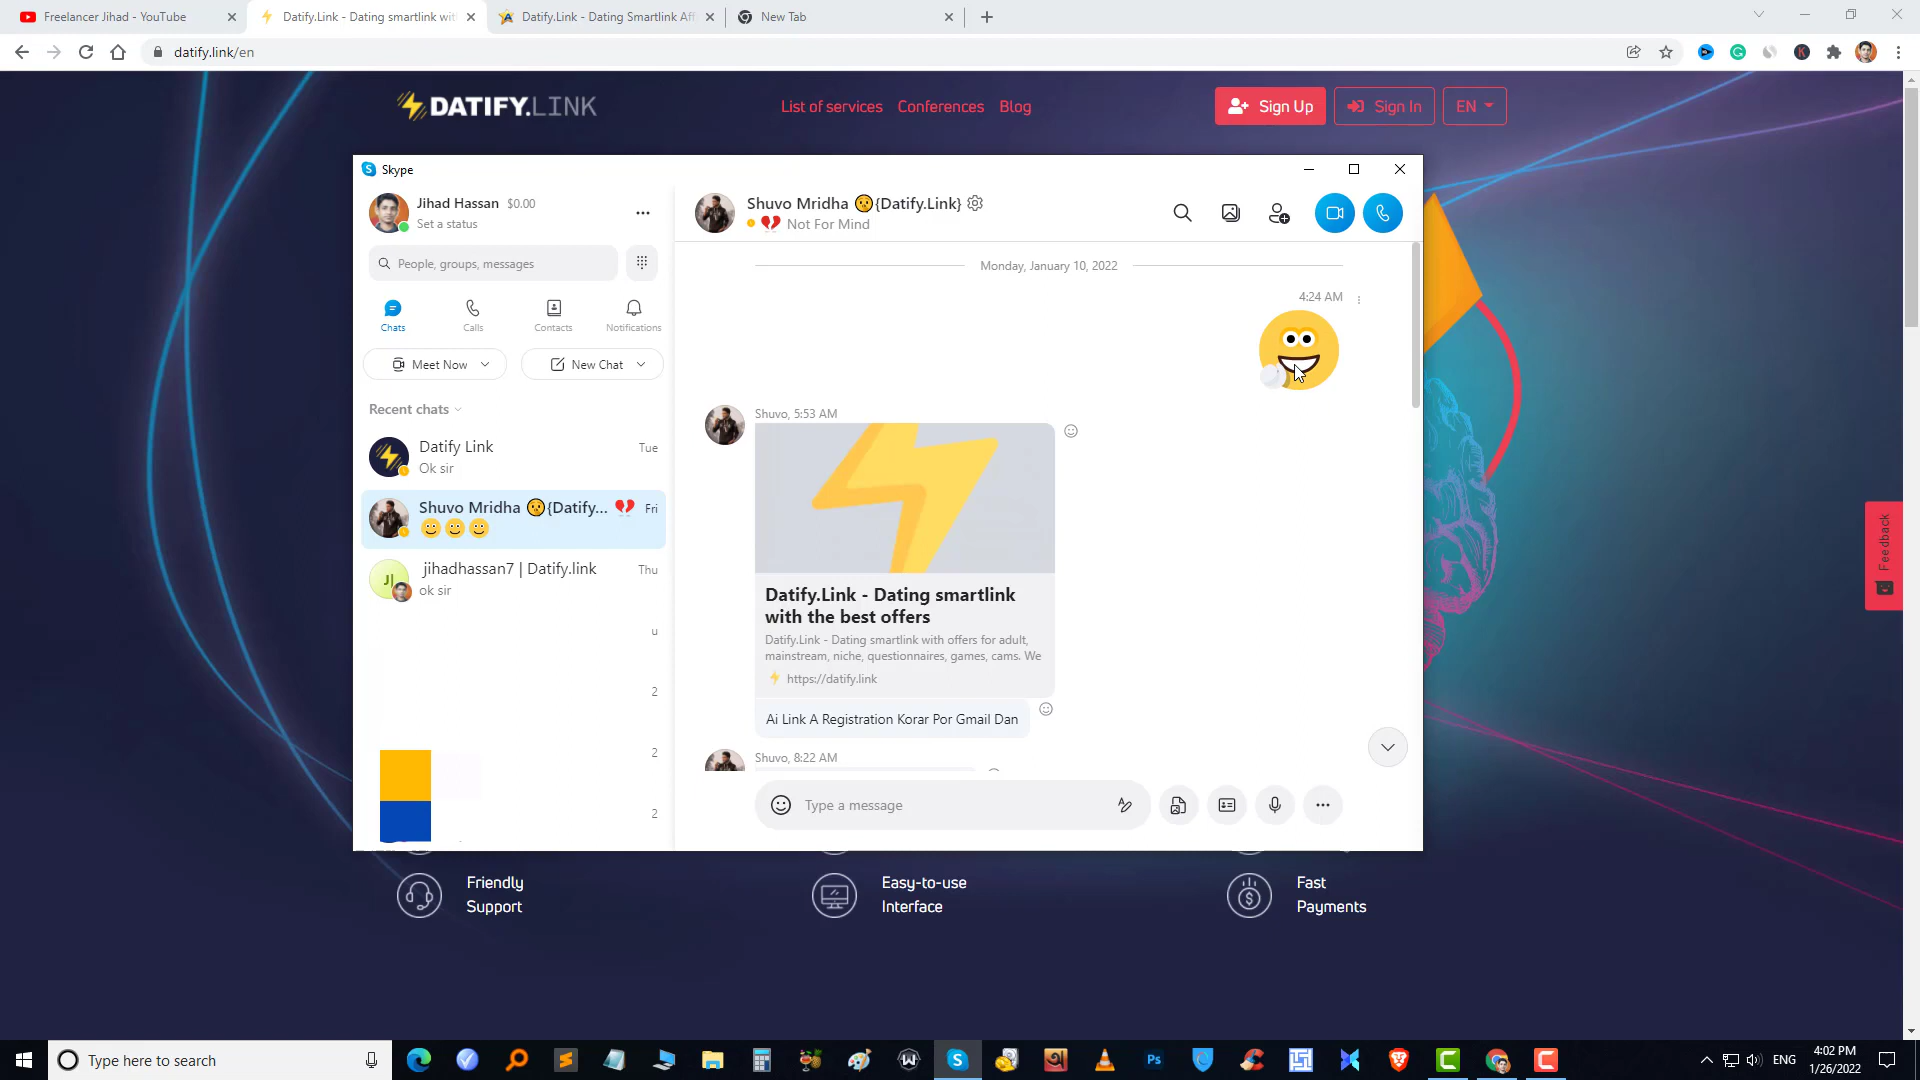 Freelancer Jihad - YouTube
Datify.Link - Dating smartlink wit
Datify.Link - Dating Smartlink Aff
New Tab
datify.link/en
DATIFY.LINK
List of services
Conferences
Blog
Sign Up
Sign In
EN
Skype
Jihad Hassan $0.00
Set a status
People, groups, messages
Chats
Calls
Contacts
Notifications
Meet Now
New Chat
Recent chats
Datify Link
Tue
Ok sir
Shuvo Mridha 🤫{Datify... 💔
Fri
🙂🙂🙂
JI
jihadhassan7 | Datify.link
Thu
ok sir
u
2
2
2
Shuvo Mridha 🤫{Datify.Link}
💔 Not For Mind
Monday, January 10, 2022
4:24 AM
Shuvo, 5:53 AM
Datify.Link - Dating smartlink
with the best offers
Datify.Link - Dating smartlink with offers for adult,
mainstream, niche, questionnaires, games, cams. We
https://datify.link
Ai Link A Registration Korar Por Gmail Dan
Shuvo, 8:22 AM
Type a message
Feedback
Friendly
Support
Easy-to-use
Interface
Fast
Payments
Type here to search
Ps
ENG
4:02 PM
1/26/2022